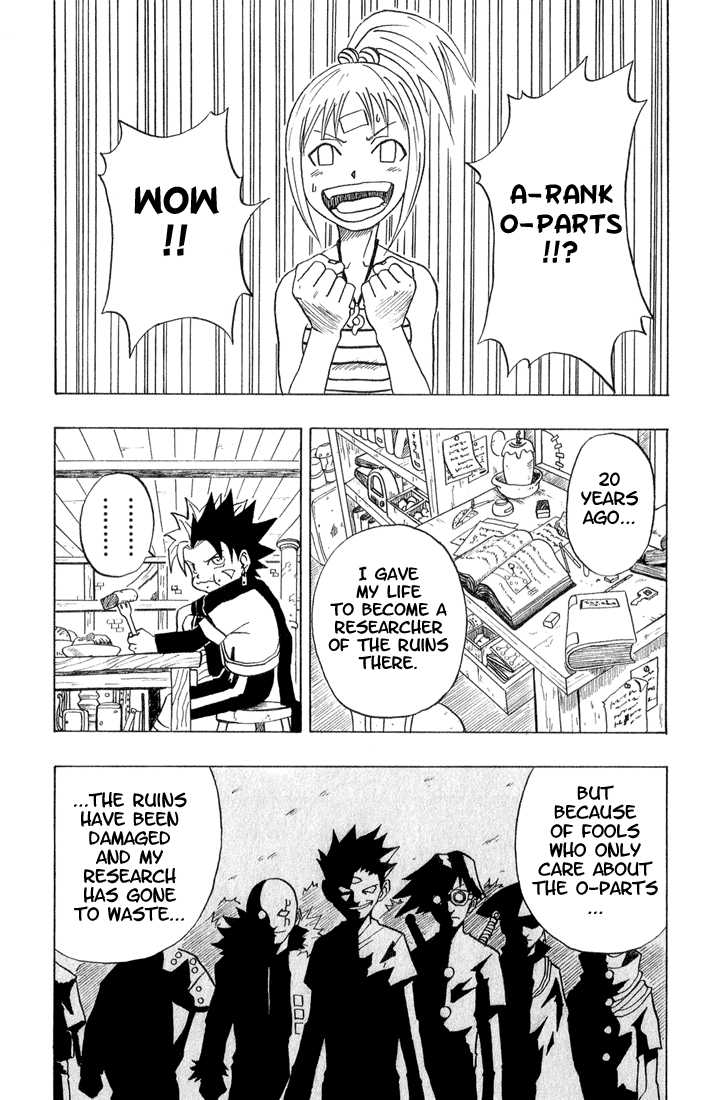 A-RANK
O-PARTS
!!?
WOW
!!
20
YEARS
AGO...
I GAVE
MY LIFE
TO BECOME A
RESEARCHER
OF THE RUINS
THERE.
BUT
BECAUSE
OF FOOLS
WHO ONLY
CARE ABOUT
THE O-PARTS
...
...THE RUINS
HAVE BEEN
DAMAGED
AND MY
RESEARCH
HAS GONE
TO WASTE...